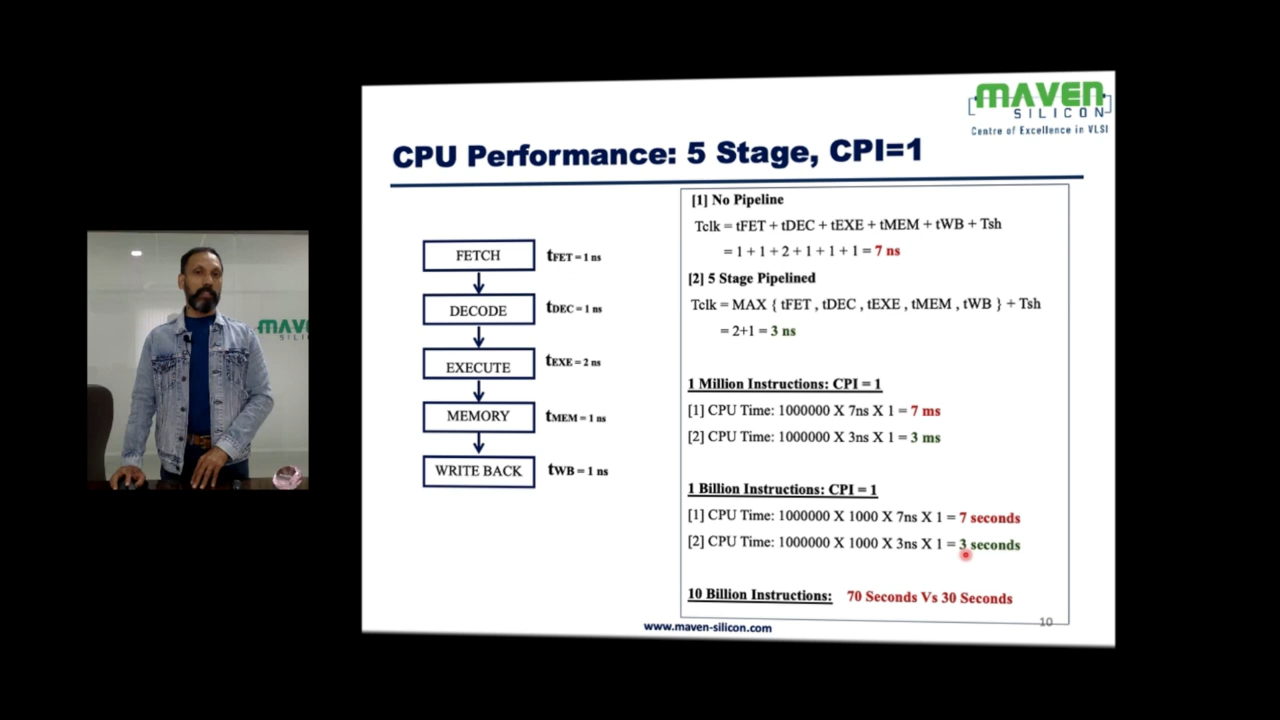 MAVEN
SILICON
Centre of Excellence in VLSI
CPU Performance: 5 Stage, CPI=1
FETCH
tFET = 1 ns
DECODE
tDEC = 1 ns
EXECUTE
tEXE = 2 ns
MEMORY
tMEM = 1 ns
WRITE BACK
tWB = 1 ns
[1] No Pipeline
Tclk = tFET + tDEC + tEXE + tMEM + tWB + Tsh
= 1 + 1 + 2 + 1 + 1 + 1 = 7 ns
[2] 5 Stage Pipelined
Tclk = MAX { tFET , tDEC , tEXE , tMEM , tWB } + Tsh
= 2+1 = 3 ns
1 Million Instructions: CPI = 1
[1] CPU Time: 1000000 X 7ns X 1 = 7 ms
[2] CPU Time: 1000000 X 3ns X 1 = 3 ms
1 Billion Instructions: CPI = 1
[1] CPU Time: 1000000 X 1000 X 7ns X 1 = 7 seconds
[2] CPU Time: 1000000 X 1000 X 3ns X 1 = 3 seconds
10 Billion Instructions: 70 Seconds Vs 30 Seconds
10
www.maven-silicon.com